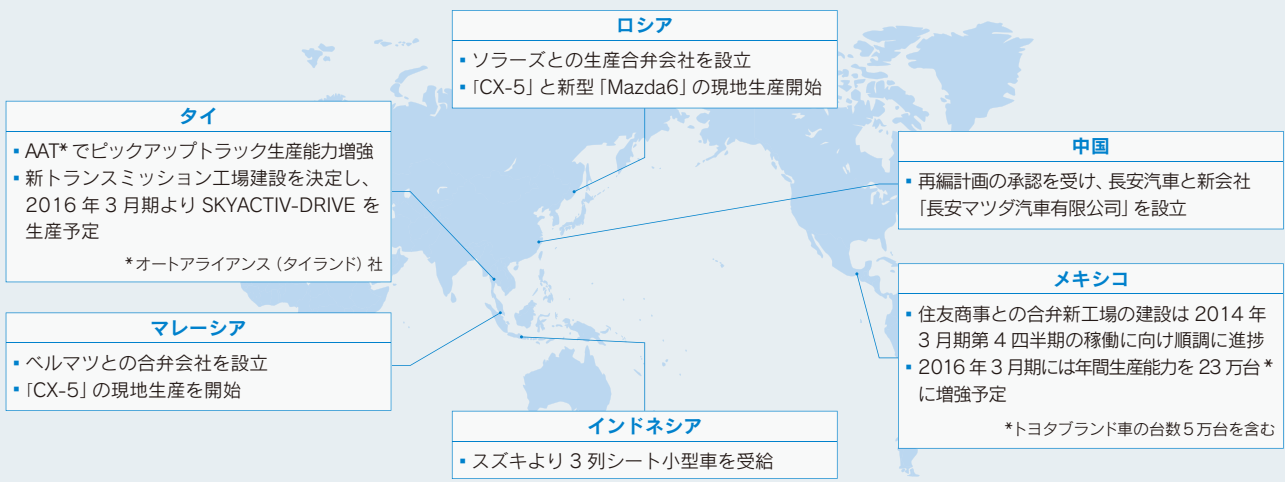 ロシア
▪ ソラーズとの生産合弁会社を設立
▪ 「CX-5」と新型「Mazda6」の現地生産開始
タイ
▪ AAT* でピックアップトラック生産能力増強
▪ 新トランスミッション工場建設を決定し、
2016 年 3 月期より SKYACTIV-DRIVE を
生産予定
*オートアライアンス（タイランド）社
中国
▪ 再編計画の承認を受け、長安汽車と新会社
「長安マツダ汽車有限公司」を設立
マレーシア
▪ ベルマツとの合弁会社を設立
▪ 「CX-5」の現地生産を開始
メキシコ
▪ 住友商事との合弁新工場の建設は 2014 年
3 月期第 4 四半期の稼働に向け順調に進捗
▪ 2016 年 3 月期には年間生産能力を 23 万台*
に増強予定
*トヨタブランド車の台数5万台を含む
インドネシア
▪ スズキより 3 列シート小型車を受給